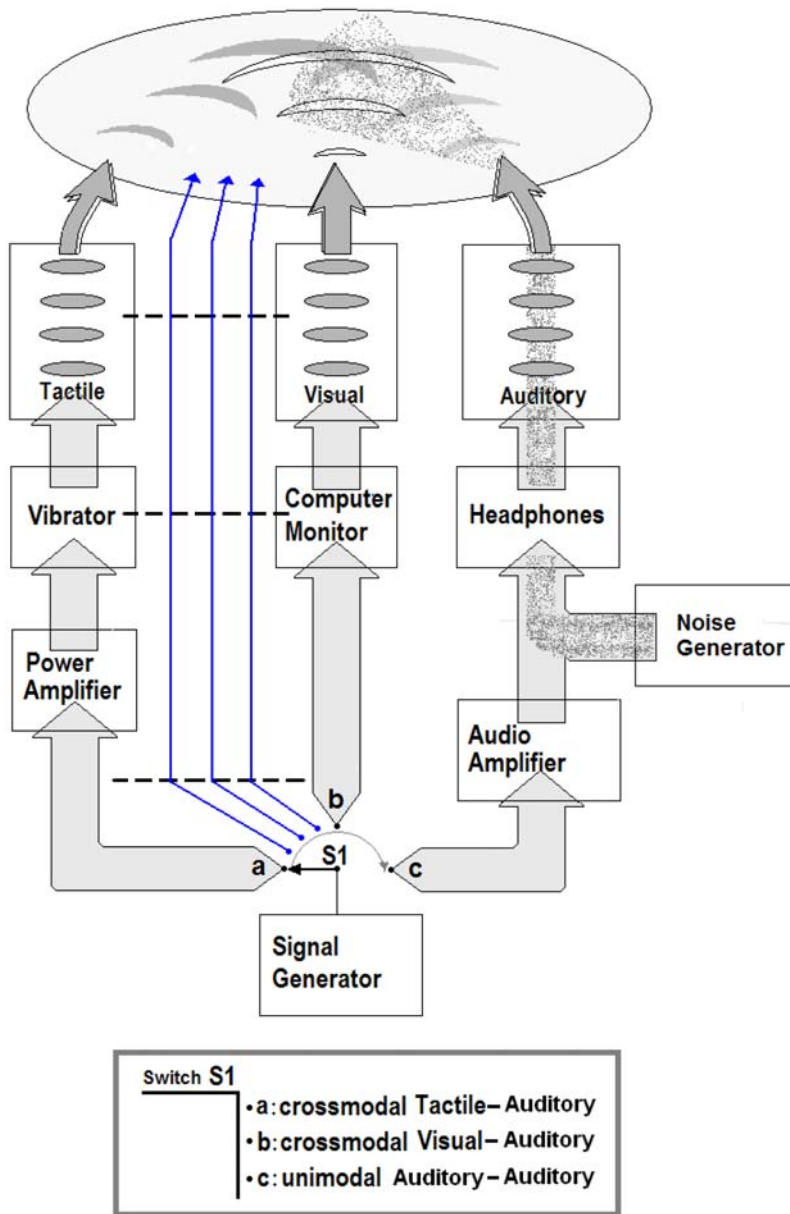 Tactile
Visual
Auditory
Vibrator
Computer
Monitor
Headphones
Power
Amplifier
Noise
Generator
Audio
Amplifier
b
a
S1
c
Signal
Generator
Switch S1
• a: crossmodal Tactile – Auditory
• b: crossmodal Visual – Auditory
• c: unimodal Auditory – Auditory